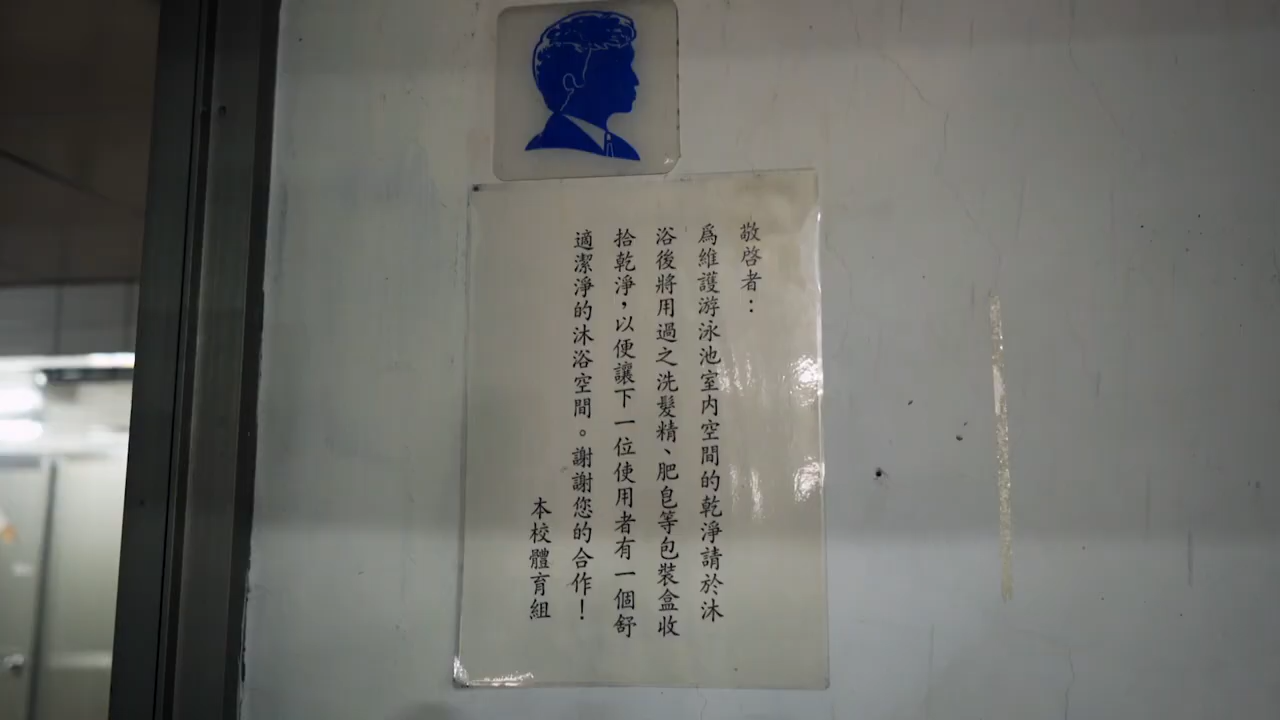 敬啓者：
爲維護游泳池室内空間的乾淨請於沐
浴後將用過之洗髮精、肥皂等包裝盒收
拾乾淨，以便讓下一位使用者有一個舒
適潔淨的沐浴空間。謝謝您的合作！
本校體育組